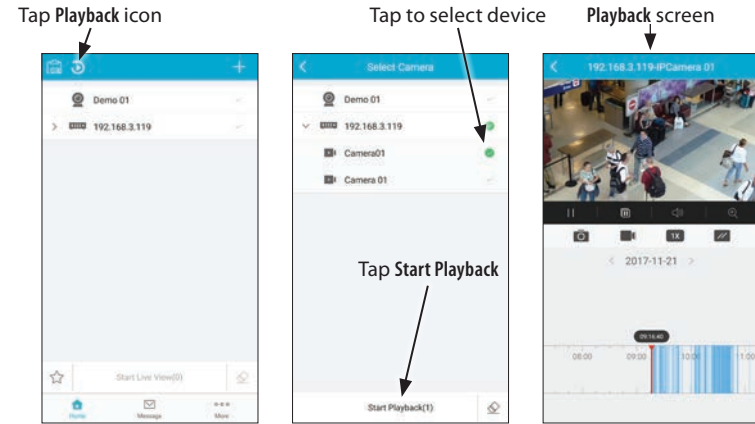 Tap Playback icon
Tap to select device
Playback screen
Demo 01
192.168.3.119
Start Live View(0)
Home
Message
More
Select Camera
Demo 01
192.168.3.119
Camera01
Camera 01
Tap Start Playback
Start Playback(1)
192.168.3.119-IPCamera 01
1X
2017-11-21
09:16:40
08:00
09:00
10:00
11:00